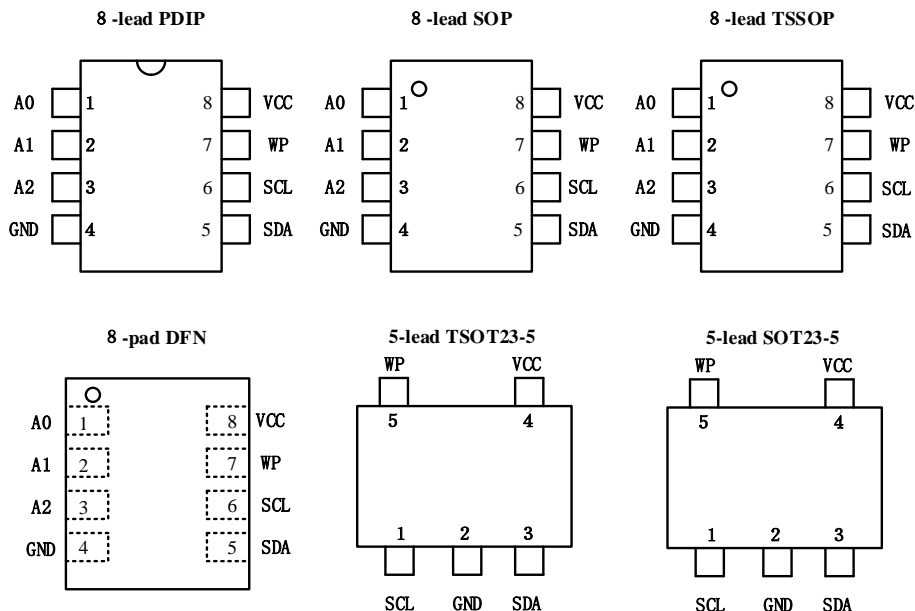 8 -lead PDIP
A0 1 8 VCC
A1 2 7 WP
A2 3 6 SCL
GND 4 5 SDA
8 -lead SOP
A0 1 8 VCC
A1 2 7 WP
A2 3 6 SCL
GND 4 5 SDA
8 -lead TSSOP
A0 1 8 VCC
A1 2 7 WP
A2 3 6 SCL
GND 4 5 SDA
8 -pad DFN
A0 1 8 VCC
A1 2 7 WP
A2 3 6 SCL
GND 4 5 SDA
5-lead TSOT23-5
WP VCC
5 4
1 2 3
SCL GND SDA
5-lead SOT23-5
WP VCC
5 4
1 2 3
SCL GND SDA